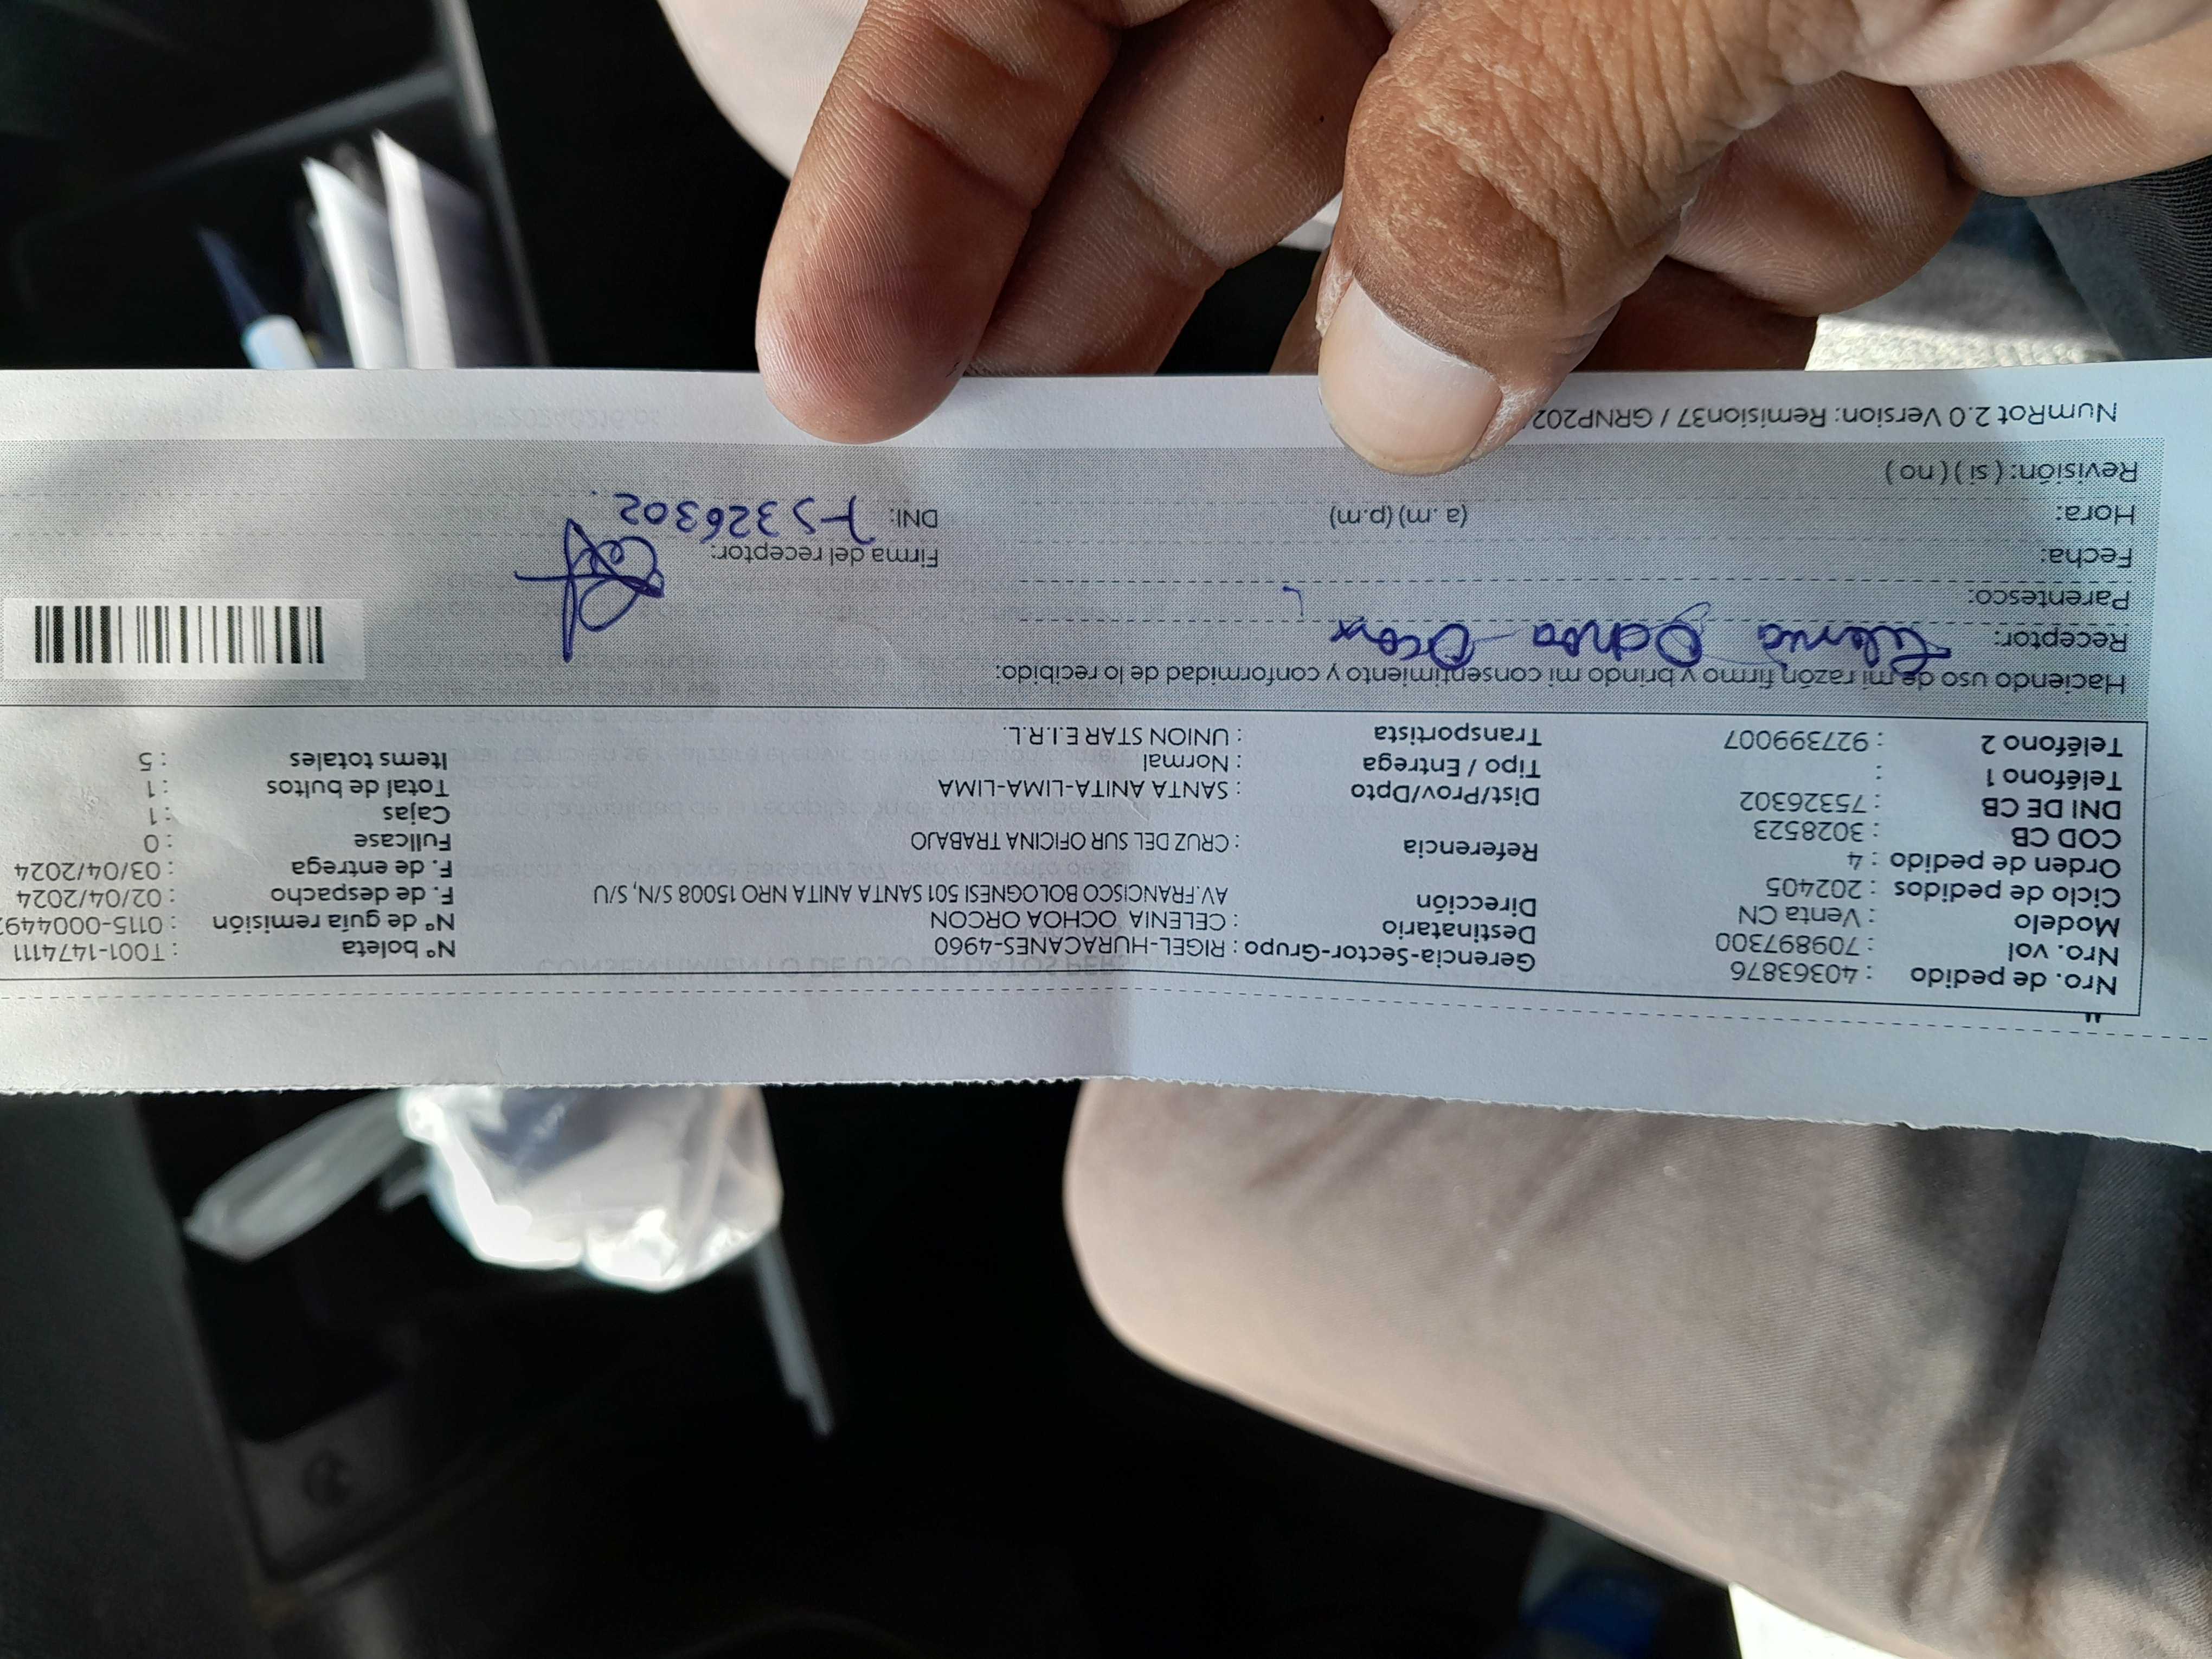 Nro. de pedido : 40363876
Nro. vol : 709897300
Modelo : Venta CN
Ciclo de pedidos : 202405
Orden de pedido : 4
COD CB : 3028523
DNI DE CB : 75326302
Teléfono 1 :
Teléfono 2 : 927399007
Gerencia-Sector-Grupo : RIGEL-HURACANES-4960
Destinatario : CELENIA OCHOA ORCON
Dirección AV.FRANCISCO BOLOGNESI 501 SANTA ANITA NRO 15008 S/N, S/U
Referencia : CRUZ DEL SUR OFICINA TRABAJO
Dist/Prov/Dpto : SANTA ANITA-LIMA-LIMA
Tipo / Entrega : Normal
Transportista : UNION STAR E.I.R.L.
N° boleta : T001-1474111
N° de guía remisión : 0115-000449
F. de despacho : 02/04/2024
F. de entrega : 03/04/2024
Fullcase : 0
Cajas : 1
Total de bultos : 1
Items totales : 5
Haciendo uso de mi razón, firmo y brindo mi consentimiento y conformidad de lo recibido:
Receptor: Celenia Ochoa
Parentesco:
Fecha:
Hora: (a.m) (p.m)
Revisión: ( si ) ( no )
Firma del receptor:
DNI: 75326302
NumRot 2.0 Version: Remision37 / GRNP202